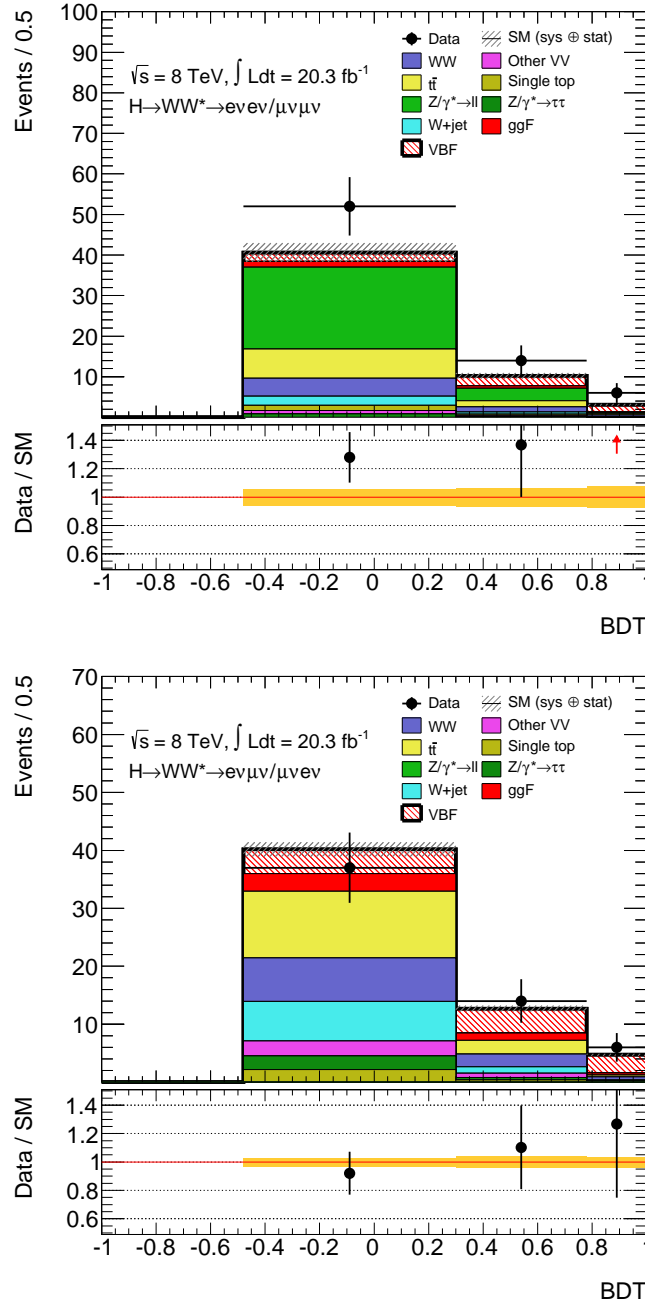 Events / 0.5
100
90
80
70
60
50
40
30
20
10
√s = 8 TeV, ∫ Ldt = 20.3 fb⁻¹
H→WW*→eνeν/μνμν
Data
SM (sys ⊕ stat)
WW
Other VV
tt̄
Single top
Z/γ*→ll
Z/γ*→ττ
W+jet
ggF
VBF
Data / SM
1.4
1.2
1
0.8
0.6
-1 -0.8 -0.6 -0.4 -0.2 0 0.2 0.4 0.6 0.8 1
BDT
Events / 0.5
70
60
50
40
30
20
10
√s = 8 TeV, ∫ Ldt = 20.3 fb⁻¹
H→WW*→eνμν/μνeν
Data
SM (sys ⊕ stat)
WW
Other VV
tt̄
Single top
Z/γ*→ll
Z/γ*→ττ
W+jet
ggF
VBF
Data / SM
1.4
1.2
1
0.8
0.6
-1 -0.8 -0.6 -0.4 -0.2 0 0.2 0.4 0.6 0.8 1
BDT